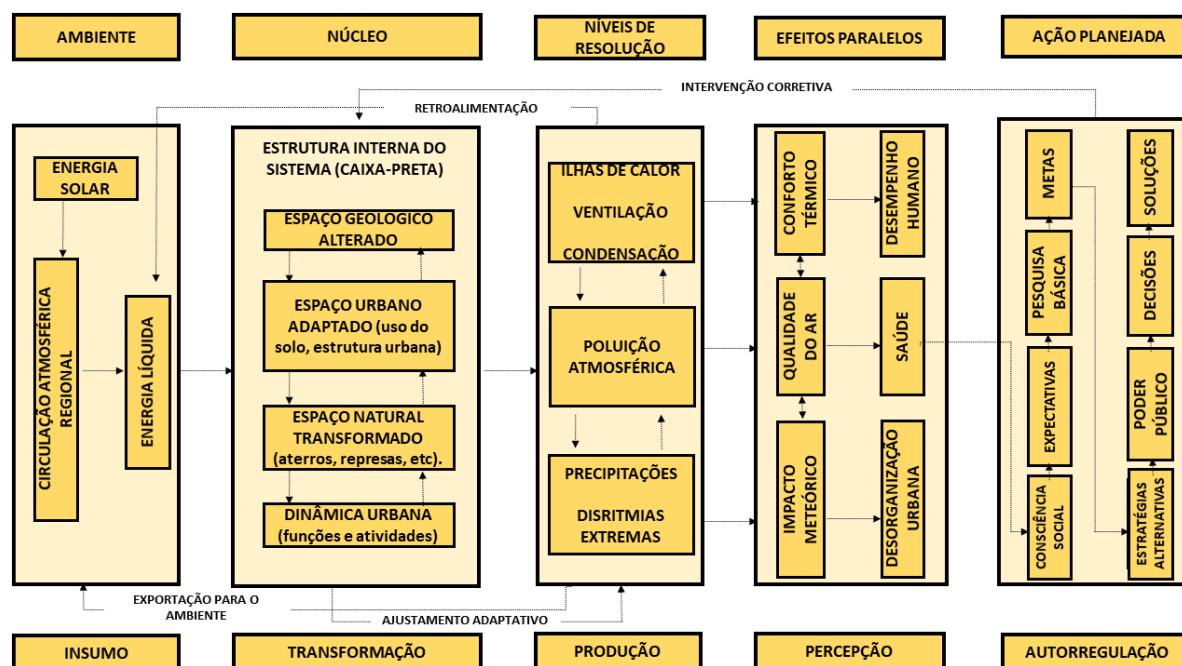 AMBIENTE
NÚCLEO
NÍVEIS DE
RESOLUÇÃO
EFEITOS PARALELOS
AÇÃO PLANEJADA
INTERVENÇÃO CORRETIVA
RETROALIMENTAÇÃO
ENERGIA
SOLAR
CIRCULAÇÃO ATMOSFÉRICA
REGIONAL
ENERGIA LÍQUIDA
ESTRUTURA INTERNA DO
SISTEMA (CAIXA-PRETA)
ESPAÇO GEOLOGICO
ALTERADO
ESPAÇO URBANO
ADAPTADO (uso do
solo, estrutura urbana)
ESPAÇO NATURAL
TRANSFORMADO
(aterros, represas, etc).
DINÂMICA URBANA
(funções e atividades)
ILHAS DE CALOR
VENTILAÇÃO
CONDENSAÇÃO
POLUIÇÃO
ATMOSFÉRICA
PRECIPITAÇÕES
DISRITMIAS
EXTREMAS
CONFORTO
TÉRMICO
DESEMPENHO
HUMANO
QUALIDADE
DO AR
SAÚDE
IMPACTO
METEÓRICO
DESORGANIZAÇÃO
URBANA
METAS
PESQUISA
BÁSICA
EXPECTATIVAS
CONSCIÊNCIA
SOCIAL
SOLUÇÕES
DECISÕES
PODER
PÚBLICO
ESTRATÉGIAS
ALTERNATIVAS
EXPORTAÇÃO PARA O
AMBIENTE
AJUSTAMENTO ADAPTATIVO
INSUMO
TRANSFORMAÇÃO
PRODUÇÃO
PERCEPÇÃO
AUTORREGULAÇÃO